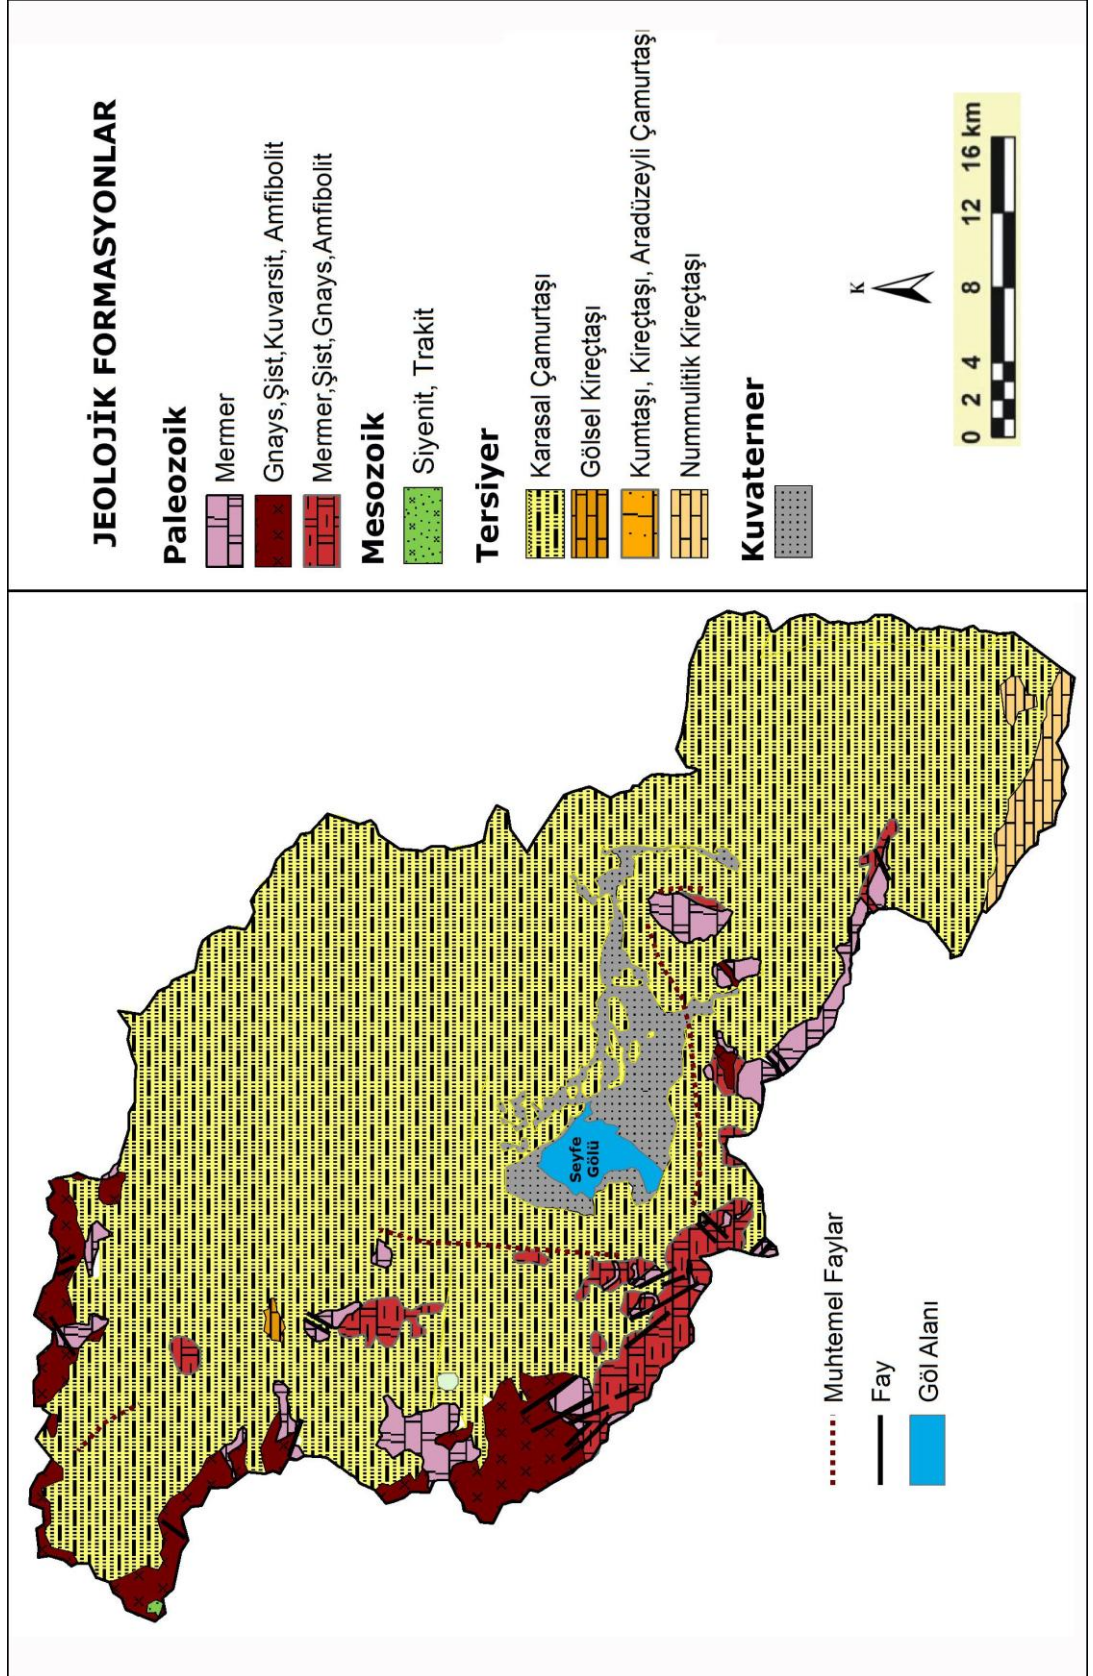 JEOLOJİK FORMASYONLAR
Paleozoik
Mermer
Gnays,Şist,Kuvarsit, Amfibolit
Mermer,Şist,Gnays,Amfibolit
Mesozoik
Siyenit, Trakit
Tersiyer
Karasal Çamurtaşı
Gölsel Kireçtaşı
Kumtaşı, Kireçtaşı, Aradüzeyli Çamurtaşı
Nummulitik Kireçtaşı
Kuvaterner
K
0 2 4 8 12 16 km
Seyfe
Gölü
Muhtemel Faylar
Fay
Göl Alanı